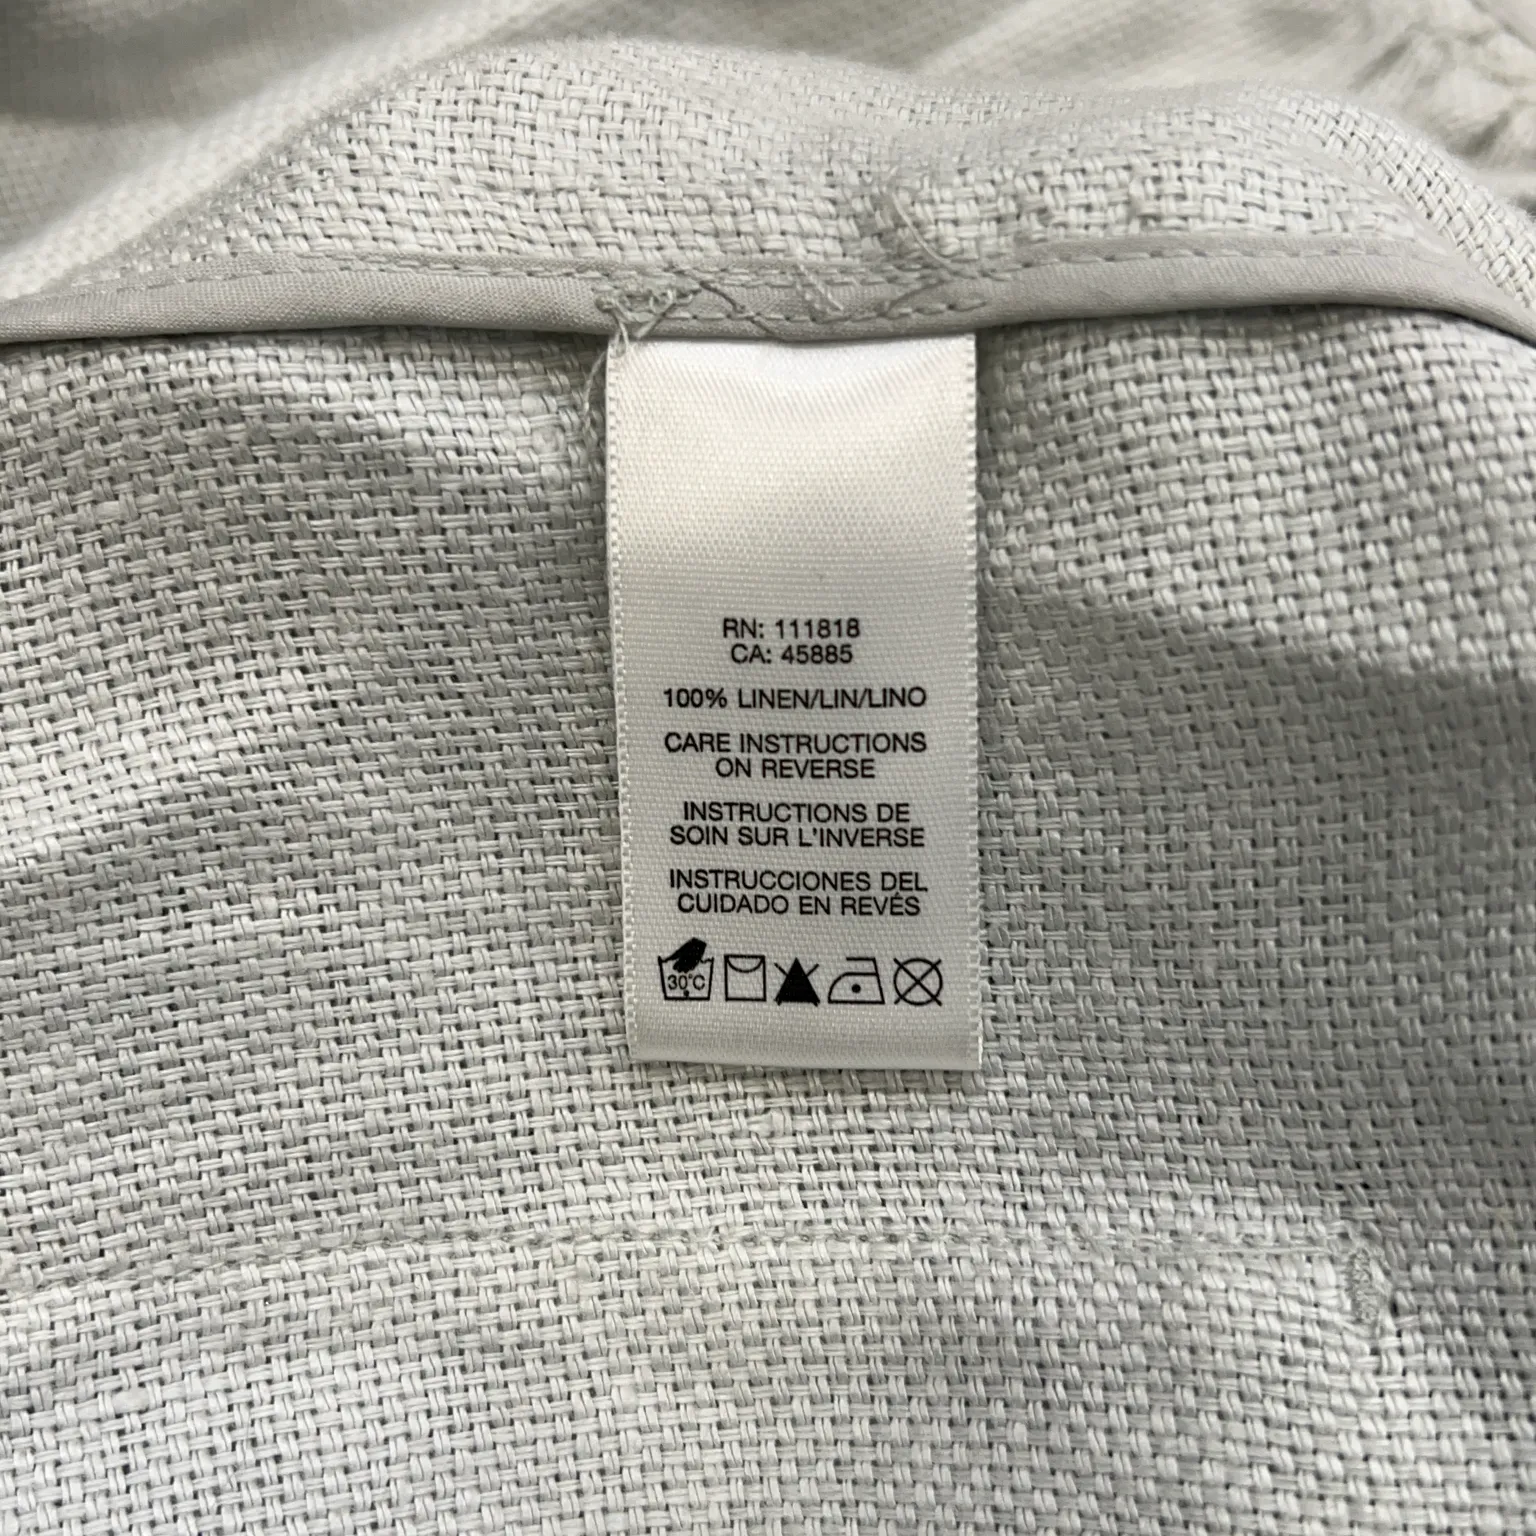 RN: 111818
CA: 45885
100% LINEN/LIN/LINO
CARE INSTRUCTIONS
ON REVERSE
INSTRUCTIONS DE
SOIN SUR L'INVERSE
INSTRUCCIONES DEL
CUIDADO EN REVÉS
30°C